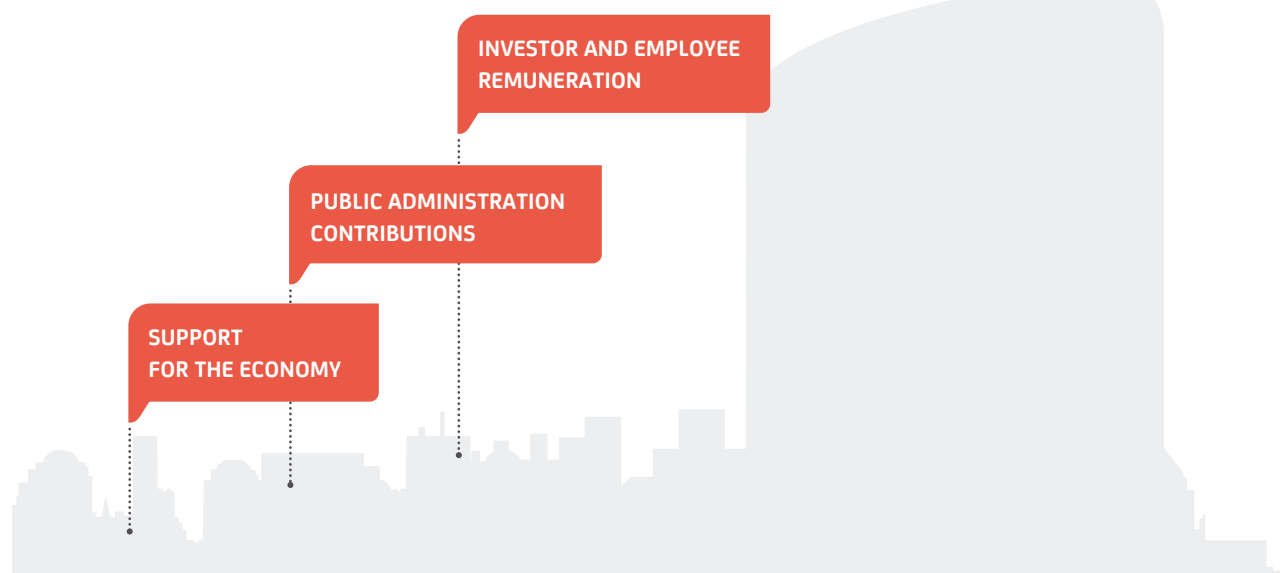 INVESTOR AND EMPLOYEE
REMUNERATION
PUBLIC ADMINISTRATION
CONTRIBUTIONS
SUPPORT
FOR THE ECONOMY